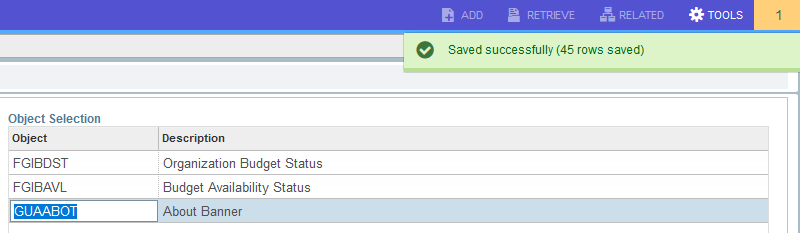 ADD RETRIEVE RELATED TOOLS 1
Saved successfully (45 rows saved)
Object Selection
Object Description
FGIBDST Organization Budget Status
FGIBAVL Budget Availability Status
GUAABOT About Banner